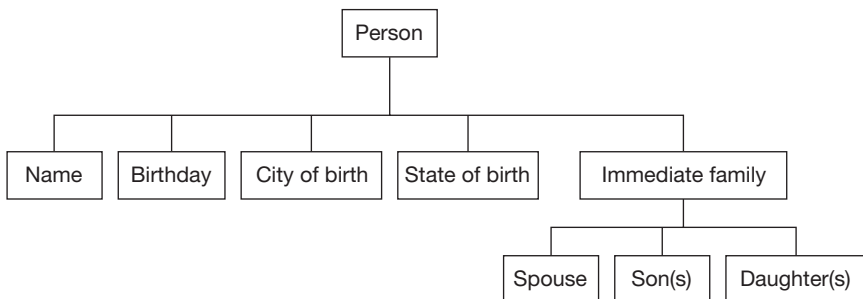 Person
Name
Birthday
City of birth
State of birth
Immediate family
Spouse
Son(s)
Daughter(s)